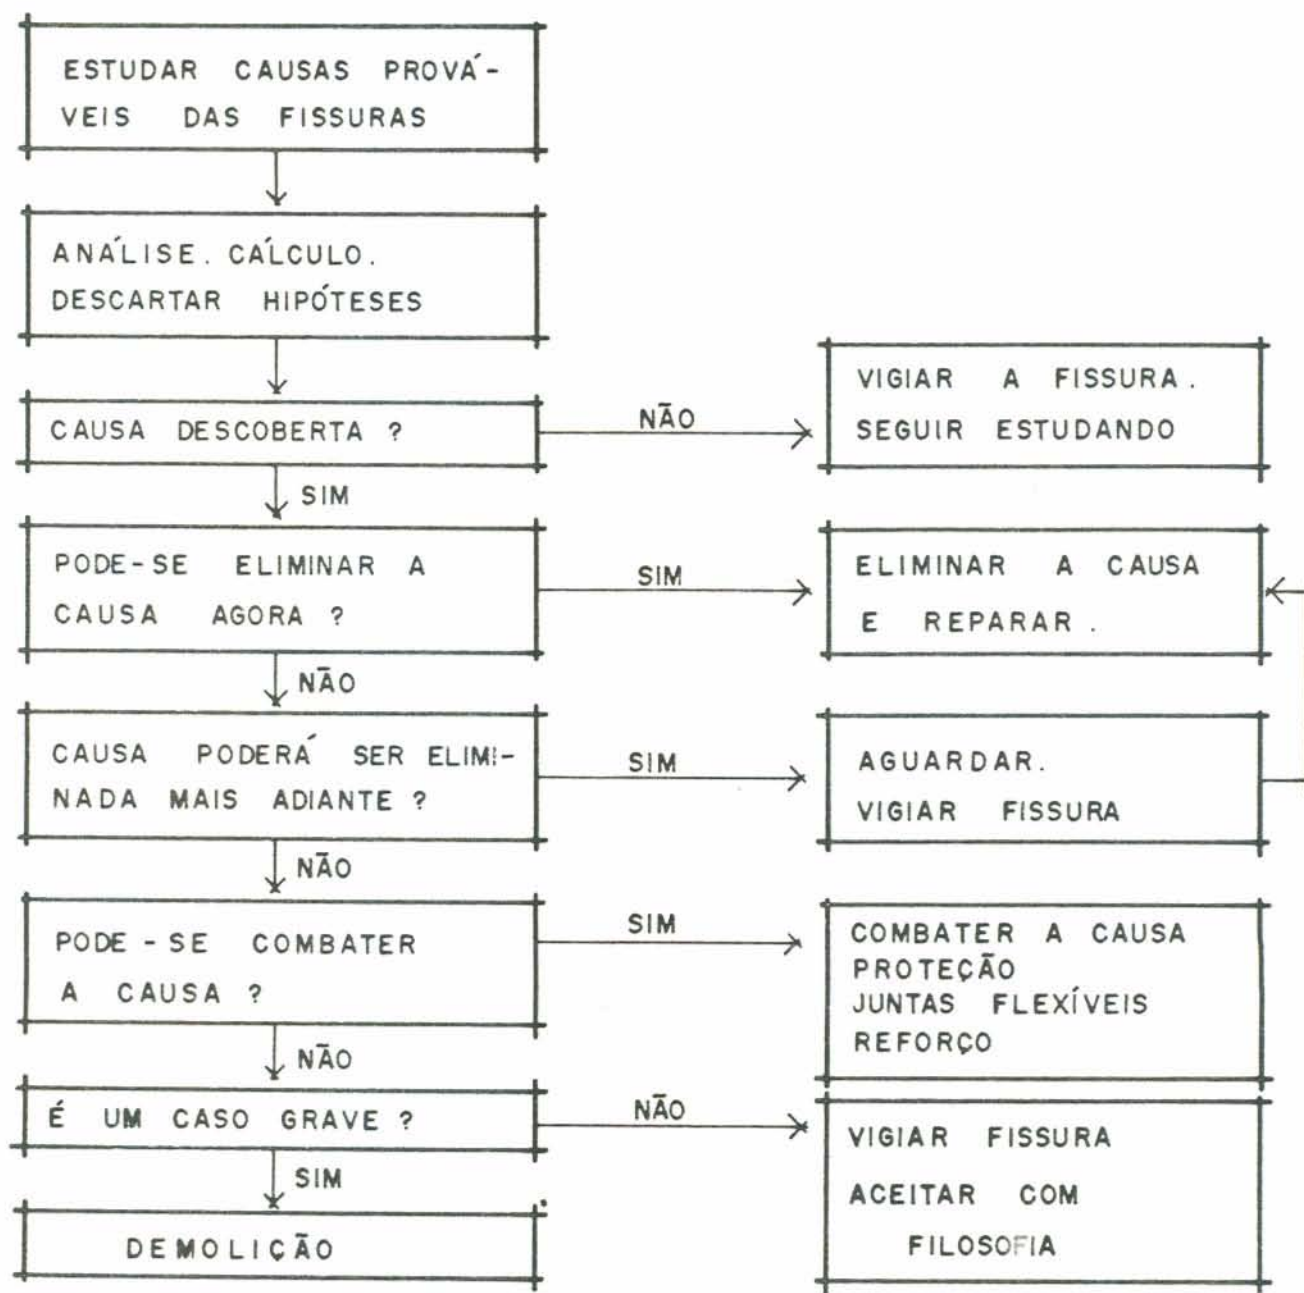 ESTUDAR CAUSAS PROVÁ-
VEIS DAS FISSURAS
ANÁLISE. CÁLCULO.
DESCARTAR HIPÓTESES
CAUSA DESCOBERTA ?
NÃO
VIGIAR A FISSURA.
SEGUIR ESTUDANDO
SIM
PODE-SE ELIMINAR A
CAUSA AGORA ?
SIM
ELIMINAR A CAUSA
E REPARAR.
NÃO
CAUSA PODERÁ SER ELIMI-
NADA MAIS ADIANTE ?
SIM
AGUARDAR.
VIGIAR FISSURA
NÃO
PODE-SE COMBATER
A CAUSA ?
SIM
COMBATER A CAUSA
PROTEÇÃO
JUNTAS FLEXÍVEIS
REFORÇO
NÃO
É UM CASO GRAVE ?
NÃO
VIGIAR FISSURA
ACEITAR COM
FILOSOFIA
SIM
DEMOLIÇÃO